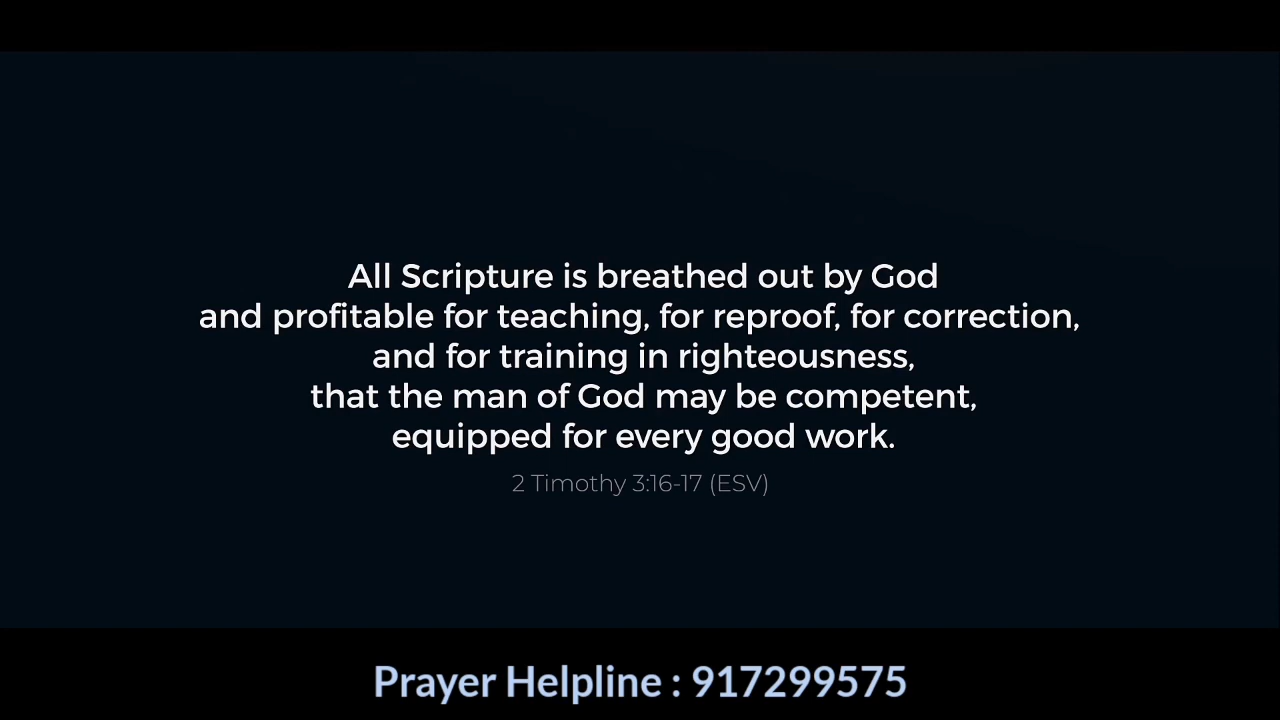 All Scripture is breathed out by God
and profitable for teaching, for reproof, for correction,
and for training in righteousness,
that the man of God may be competent,
equipped for every good work.
2 Timothy 3:16-17 (ESV)
Prayer Helpline : 917299575